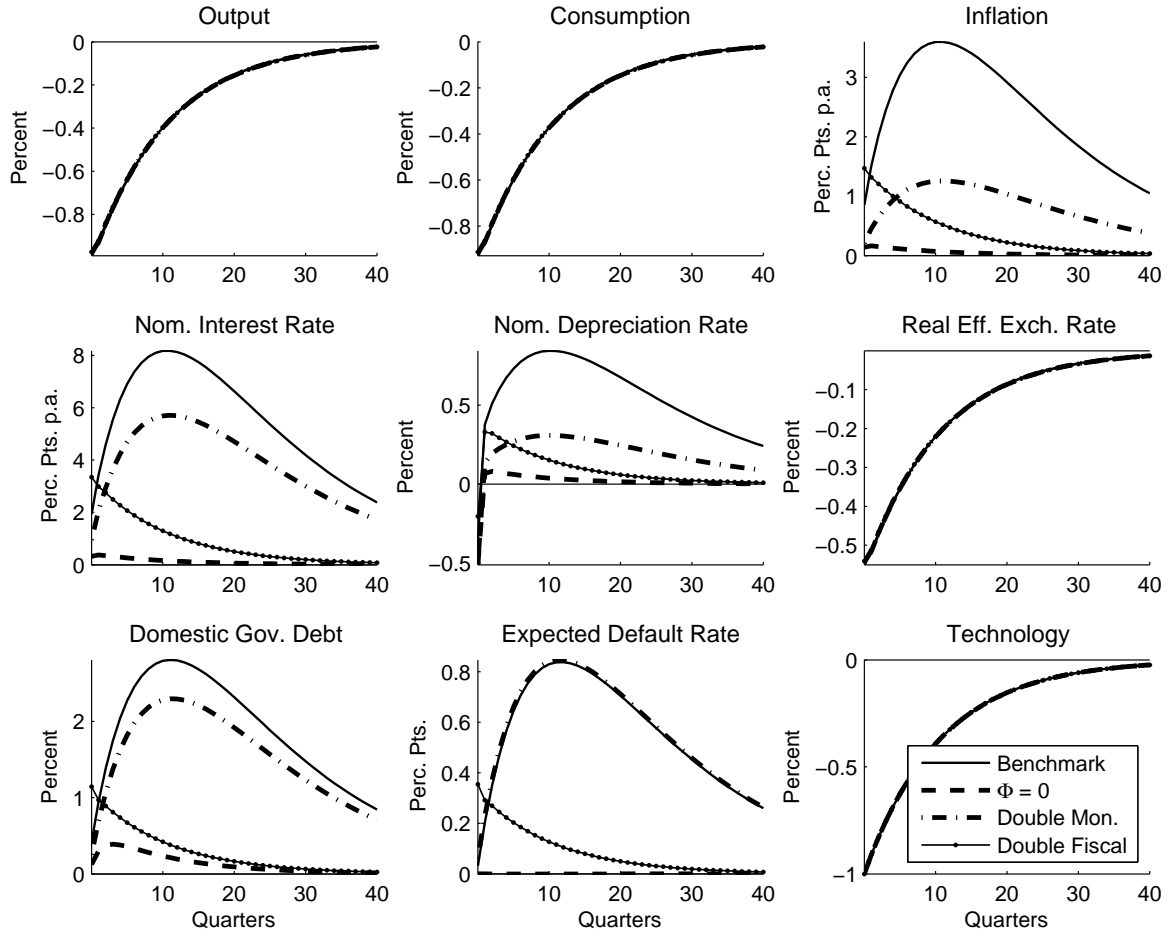 Output
Percent
0
−0.2
−0.4
−0.6
−0.8
10 20 30 40
Consumption
Percent
0
−0.2
−0.4
−0.6
−0.8
10 20 30 40
Inflation
Perc. Pts. p.a.
3
2
1
0
10 20 30 40
Nom. Interest Rate
Perc. Pts. p.a.
8
6
4
2
0
10 20 30 40
Nom. Depreciation Rate
Percent
0.5
0
−0.5
10 20 30 40
Real Eff. Exch. Rate
Percent
−0.1
−0.2
−0.3
−0.4
−0.5
10 20 30 40
Domestic Gov. Debt
Percent
2
1
0
10 20 30 40
Quarters
Expected Default Rate
Perc. Pts.
0.8
0.6
0.4
0.2
0
10 20 30 40
Quarters
Technology
Percent
0
−0.5
−1
10 20 30 40
Quarters
Benchmark
Φ = 0
Double Mon.
Double Fiscal